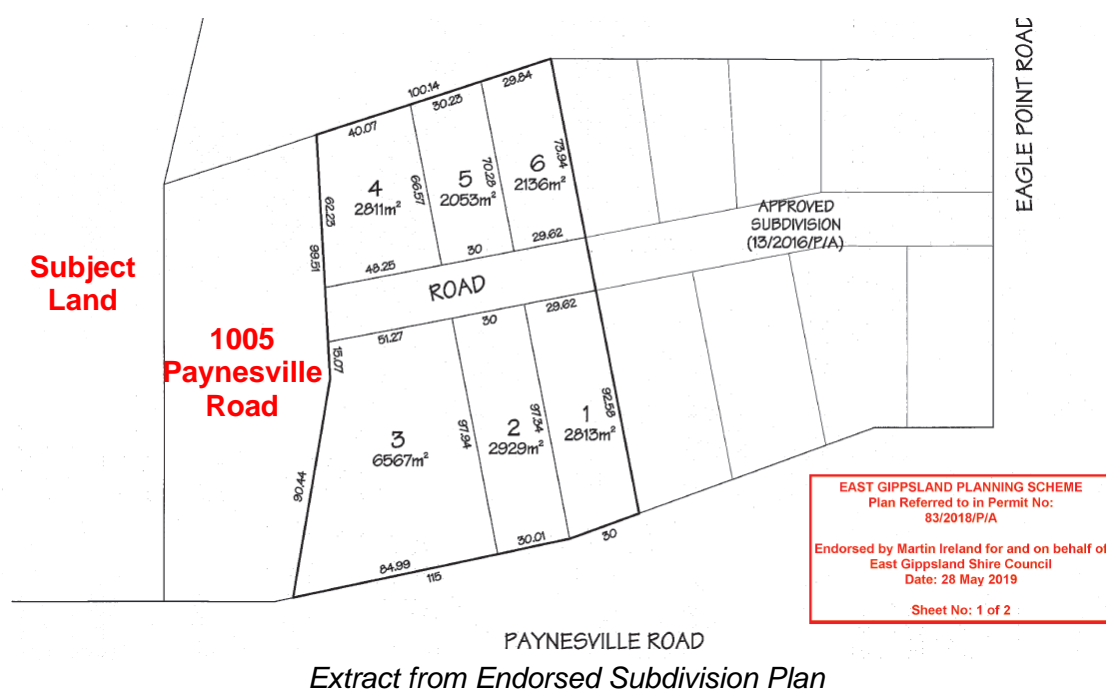 100.14
40.07
30.23
29.84
4
2811m²
5
2053m²
6
2136m²
62.23
66.57
70.28
73.94
99.51
48.25
30
29.62
ROAD
APPROVED
SUBDIVISION
(13/2016/P/A)
EAGLE POINT ROAD
Subject
Land
1005
Paynesville
Road
15.07
51.27
30
29.62
3
6567m²
2
2929m²
1
2813m²
90.44
97.94
97.34
92.58
84.99
30.01
30
115
EAST GIPPSLAND PLANNING SCHEME
Plan Referred to in Permit No:
83/2018/P/A
Endorsed by Martin Ireland for and on behalf of
East Gippsland Shire Council
Date: 28 May 2019
Sheet No: 1 of 2
PAYNESVILLE ROAD
Extract from Endorsed Subdivision Plan